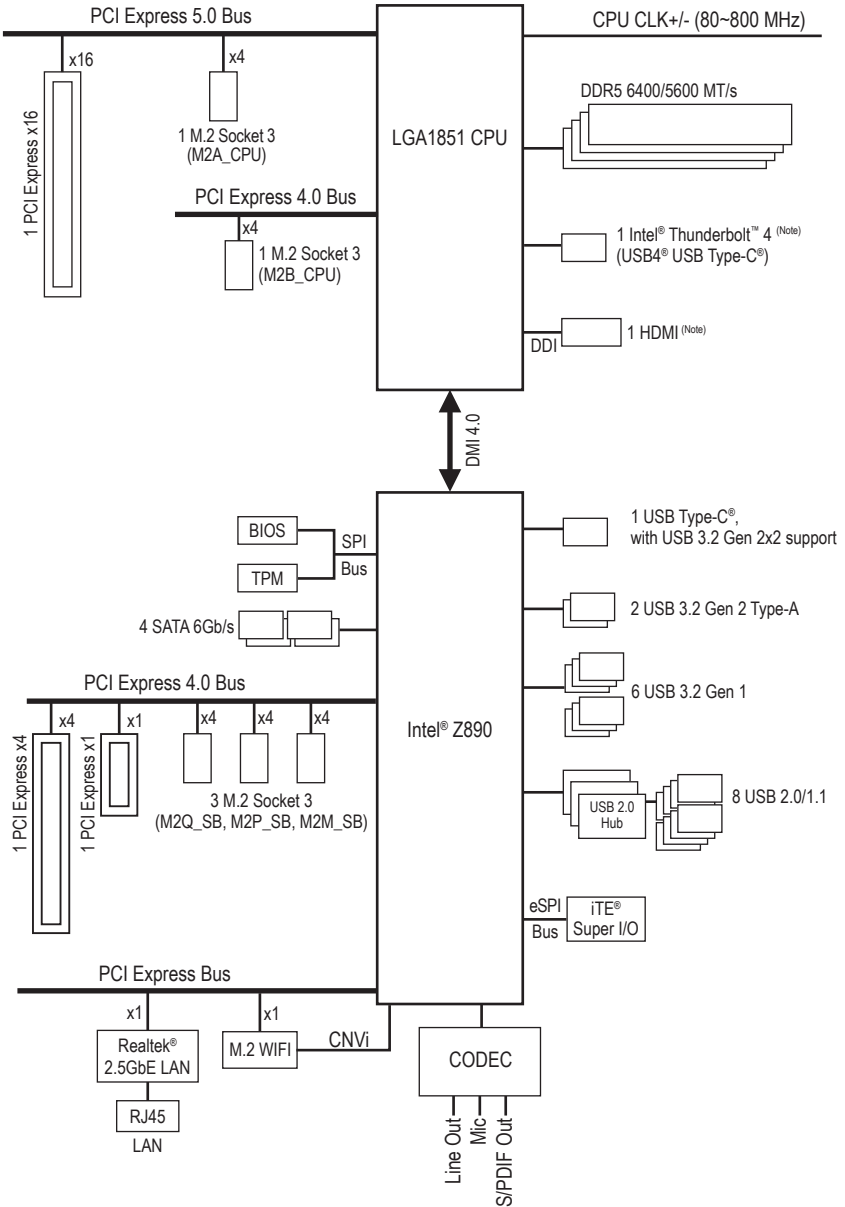 PCI Express 5.0 Bus
CPU CLK+/- (80~800 MHz)
x16
x4
1 PCI Express x16
1 M.2 Socket 3
(M2A_CPU)
LGA1851 CPU
DDR5 6400/5600 MT/s
PCI Express 4.0 Bus
x4
1 M.2 Socket 3
(M2B_CPU)
1 Intel® Thunderbolt™ 4 (Note)
(USB4® USB Type-C®)
DDI
1 HDMI (Note)
DMI 4.0
BIOS
TPM
SPI
Bus
4 SATA 6Gb/s
1 USB Type-C®,
with USB 3.2 Gen 2x2 support
2 USB 3.2 Gen 2 Type-A
6 USB 3.2 Gen 1
PCI Express 4.0 Bus
x4
x1
x4
x4
x4
1 PCI Express x4
1 PCI Express x1
3 M.2 Socket 3
(M2Q_SB, M2P_SB, M2M_SB)
Intel® Z890
USB 2.0
Hub
8 USB 2.0/1.1
eSPI
Bus
iTE®
Super I/O
PCI Express Bus
x1
x1
Realtek®
2.5GbE LAN
M.2 WIFI
CNVi
RJ45
LAN
CODEC
Line Out
Mic
S/PDIF Out